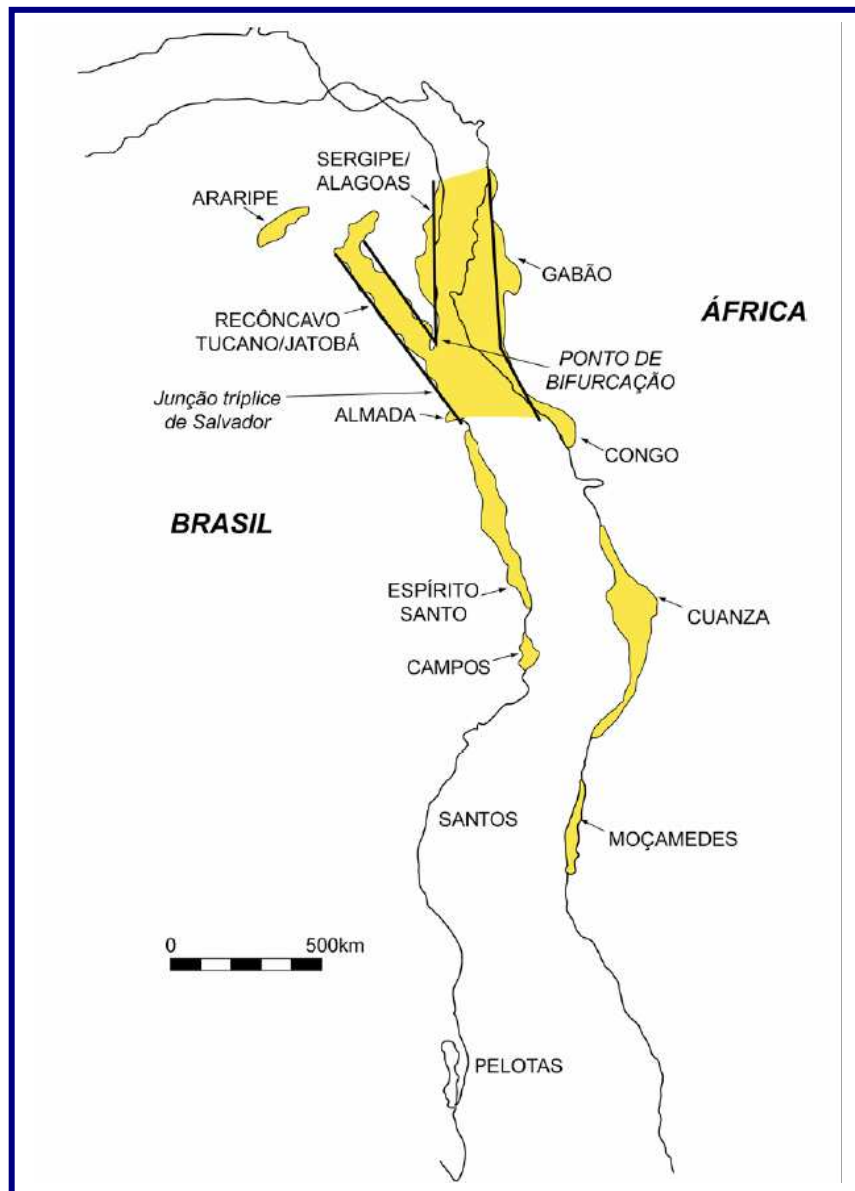 SERGIPE/
ALAGOAS
ARARIPE
GABÃO
ÁFRICA
RECÔNCAVO
TUCANO/JATOBÁ
PONTO DE
BIFURCAÇÃO
Junção tríplice
de Salvador
ALMADA
CONGO
BRASIL
ESPÍRITO
SANTO
CUANZA
CAMPOS
SANTOS
MOÇAMEDES
0 500km
PELOTAS